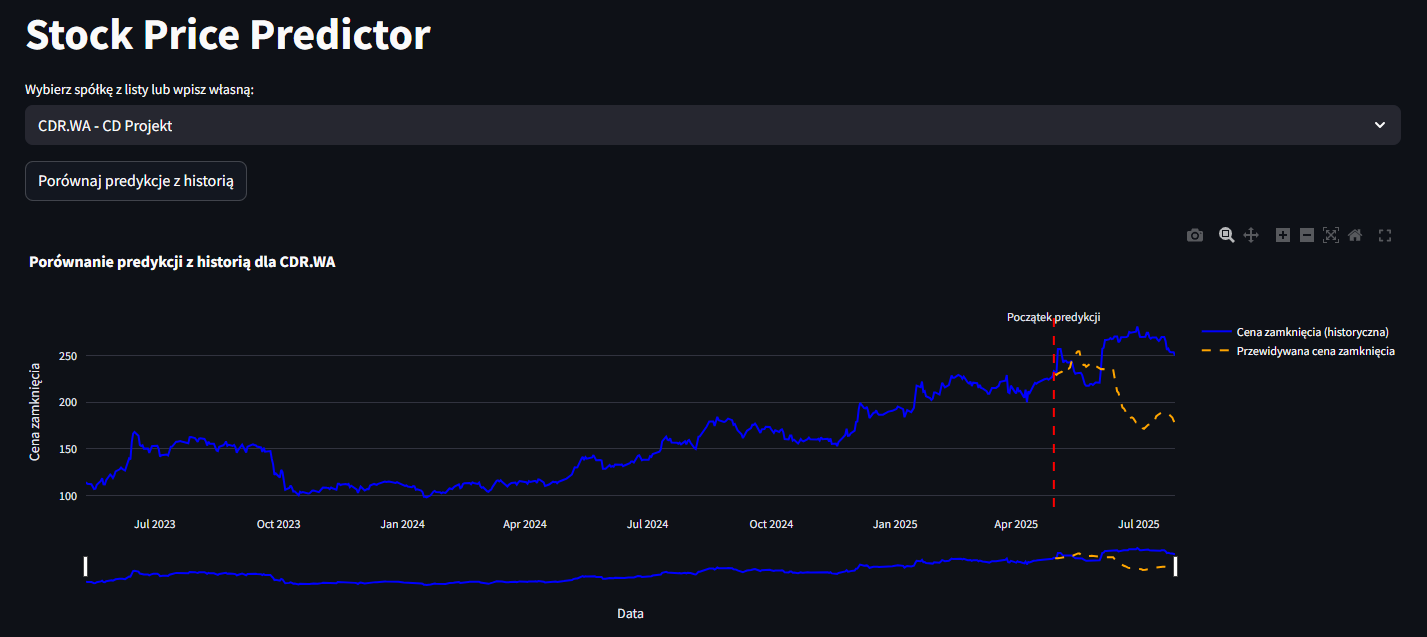 Stock Price Predictor
Wybierz spółkę z listy lub wpisz własną:
CDR.WA - CD Projekt
Porównaj predykcje z historią
Porównanie predykcji z historią dla CDR.WA
Początek predykcji
Cena zamknięcia (historyczna)
Przewidywana cena zamknięcia
Cena zamknięcia
250
200
150
100
Jul 2023
Oct 2023
Jan 2024
Apr 2024
Jul 2024
Oct 2024
Jan 2025
Apr 2025
Jul 2025
Data